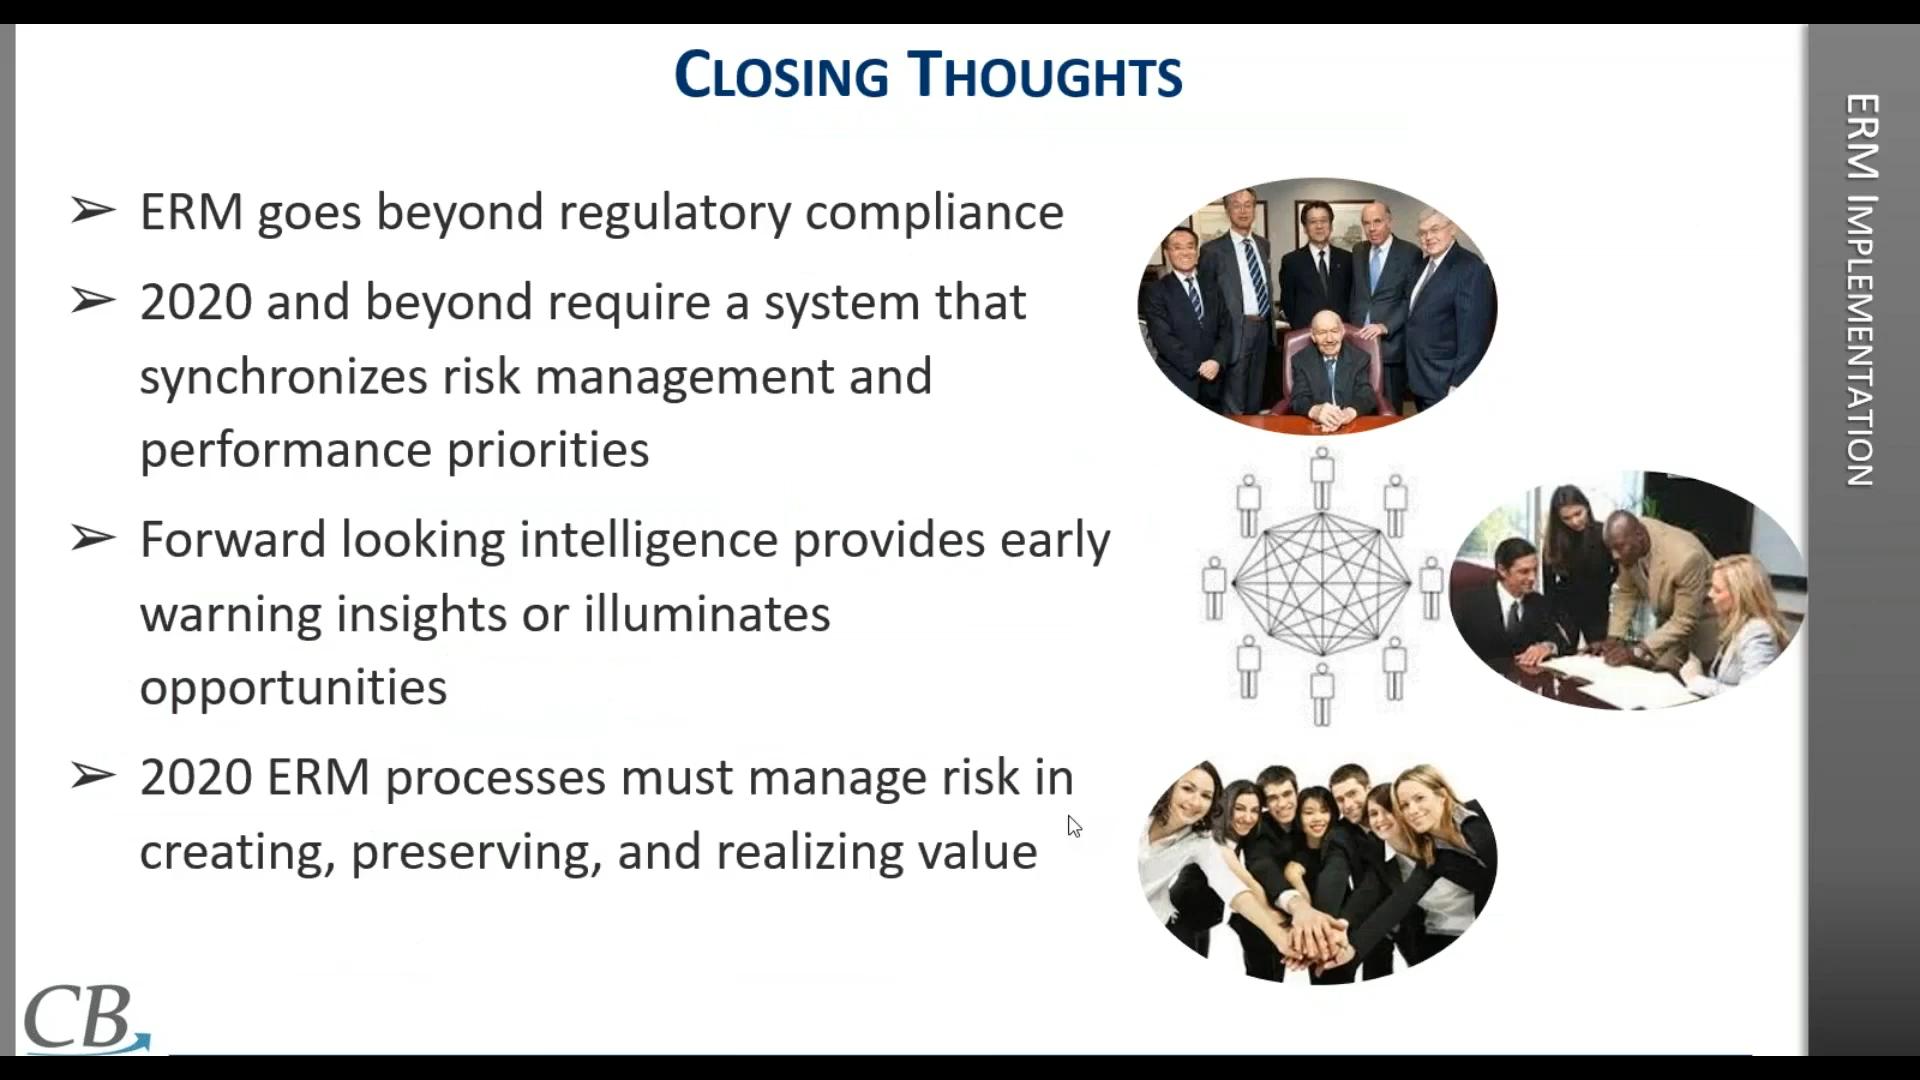 CLOSING THOUGHTS
➢ ERM goes beyond regulatory compliance
➢ 2020 and beyond require a system that
synchronizes risk management and
performance priorities
➢ Forward looking intelligence provides early
warning insights or illuminates
opportunities
➢ 2020 ERM processes must manage risk in
creating, preserving, and realizing value
ERM IMPLEMENTATION
CB